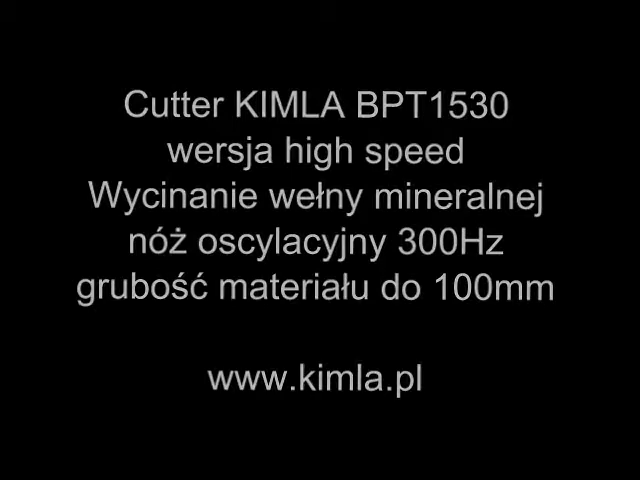 Cutter KIMLA BPT1530
wersja high speed
Wycinanie wełny mineralnej
nóż oscylacyjny 300Hz
grubość materiału do 100mm
www.kimla.pl